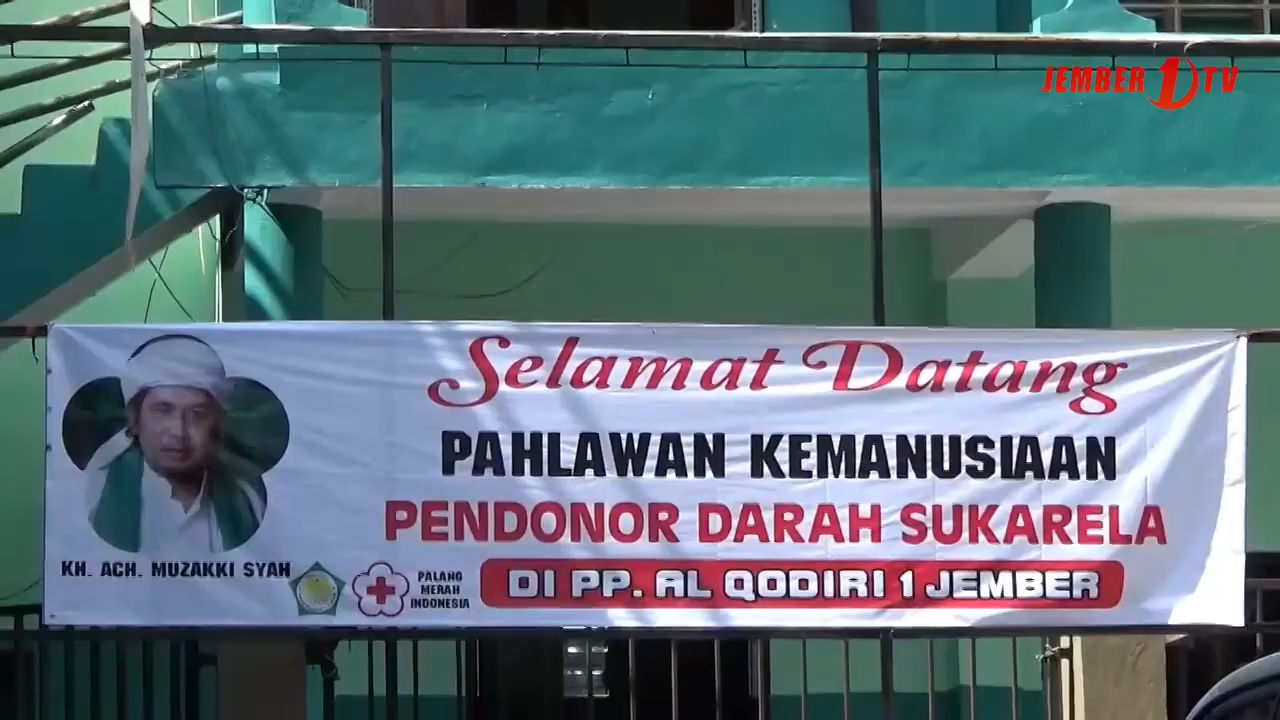 JEMBER 1 TV
Selamat Datang
PAHLAWAN KEMANUSIAAN
PENDONOR DARAH SUKARELA
DI PP. AL QODIRI 1 JEMBER
KH. ACH. MUZAKKI SYAH
PALANG
MERAH
INDONESIA